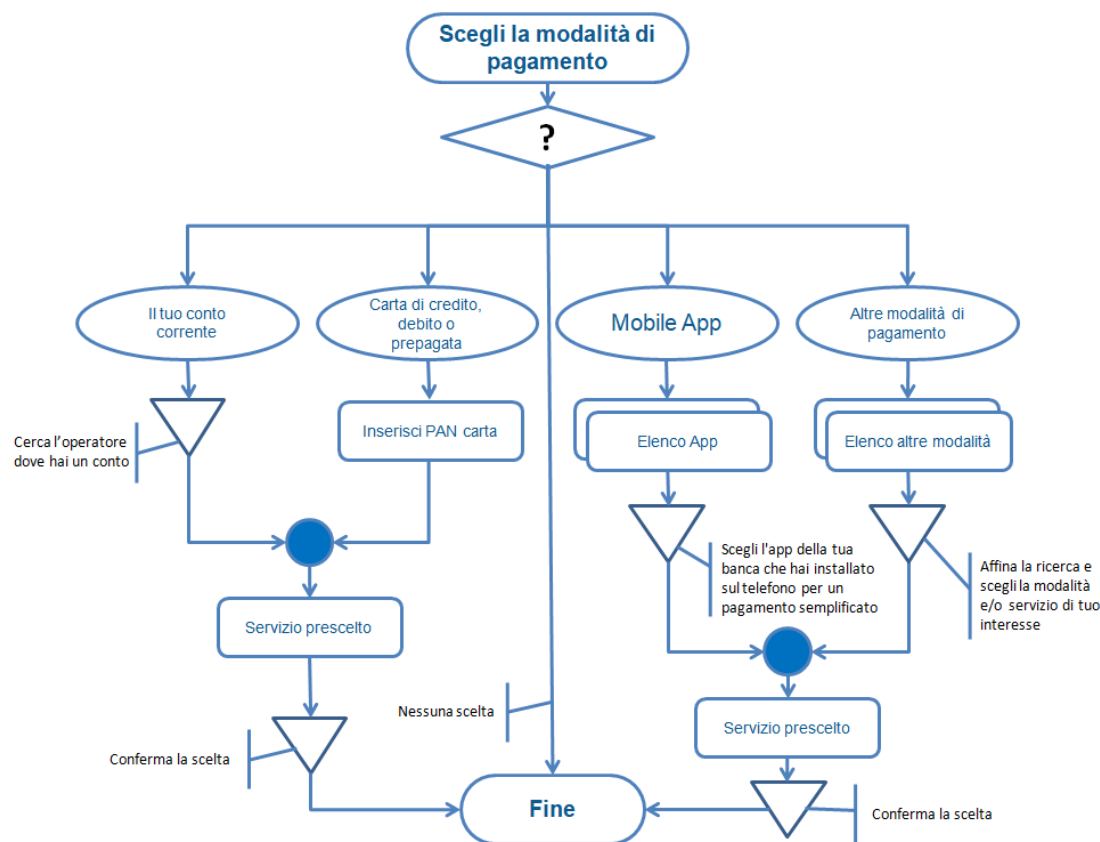 Scegli la modalità di
pagamento
?
Il tuo conto
corrente
Carta di credito,
debito o
prepagata
Mobile App
Altre modalità di
pagamento
Cerca l'operatore
dove hai un conto
Inserisci PAN carta
Elenco App
Elenco altre modalità
Scegli l'app della tua
banca che hai installato
sul telefono per un
pagamento semplificato
Affina la ricerca e
scegli la modalità
e/o servizio di tuo
interesse
Servizio prescelto
Nessuna scelta
Servizio prescelto
Conferma la scelta
Fine
Conferma la scelta